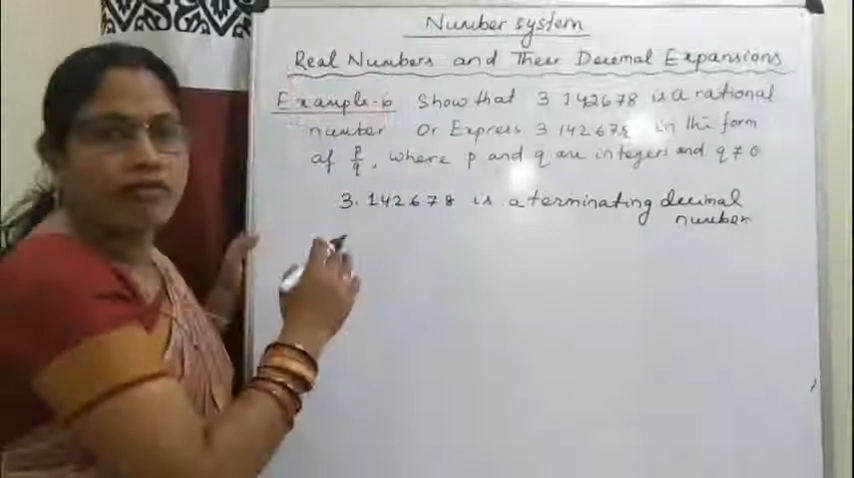 Number system
Real Numbers and Their Decimal Expansions
Example-6 Show that 3.142678 is a rational
number Or Express 3.142678 in the form
of p/q, where p and q are integers and q ≠ 0
3.142678 is a terminating decimal
number